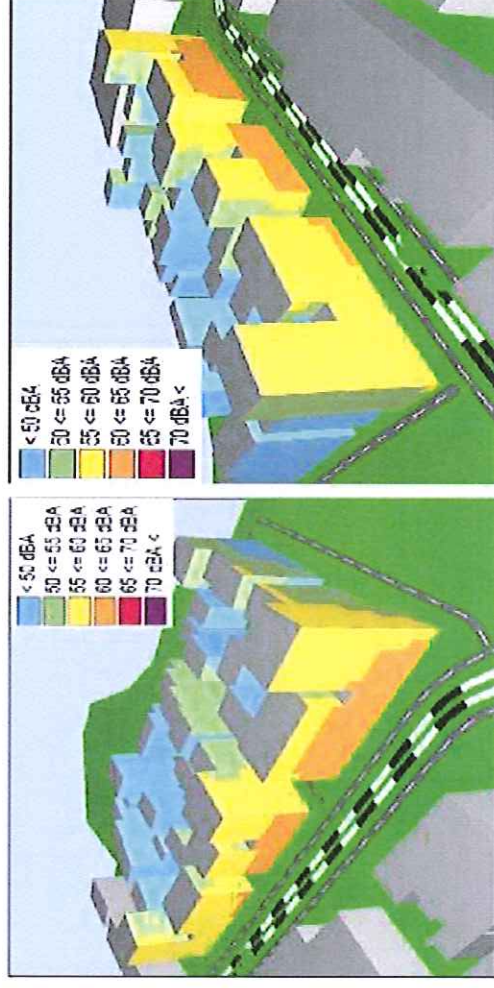 < 50 dBA
50 <= 55 dBA
55 <= 60 dBA
60 <= 65 dBA
65 <= 70 dBA
70 dBA <
< 50 dBA
50 <= 55 dBA
55 <= 60 dBA
60 <= 65 dBA
65 <= 70 dBA
70 dBA <